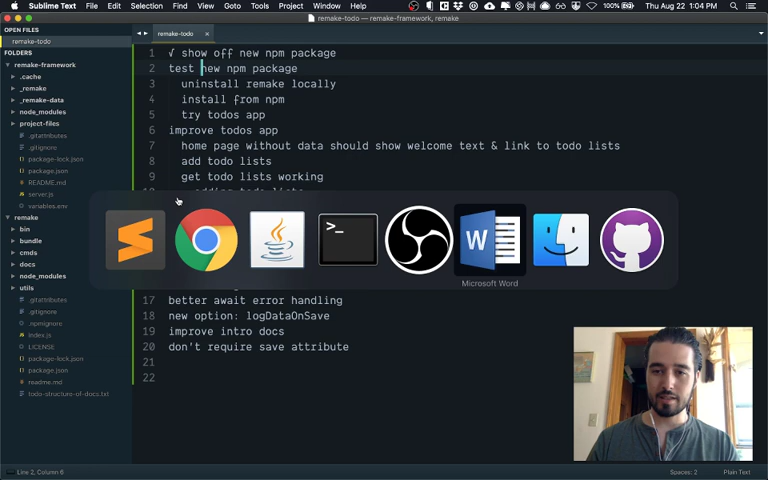 Sublime Text File Edit Selection Find View Goto Tools Project Window Help 100% Thu Aug 22 1:04 PM
remake-todo — remake-framework, remake
OPEN FILES
remake-todo
FOLDERS
remake-framework
.cache
_remake
_remake-data
node_modules
project-files
.gitattributes
.gitignore
package-lock.json
package.json
README.md
server.js
variables.env
remake
bin
bundle
cmds
docs
node_modules
utils
.gitattributes
.gitignore
.npmignore
index.js
LICENSE
package-lock.json
package.json
readme.md
todo-structure-of-docs.txt
remake-todo
1 √ show off new npm package
2 test new npm package
3 uninstall remake locally
4 install from npm
5 try todos app
6 improve todos app
7 home page without data should show welcome text & link to todo lists
8 add todo lists
9 get todo lists working
>_
W
Microsoft Word
17 better await error handling
18 new option: logDataOnSave
19 improve intro docs
20 don't require save attribute
21
22
Line 2, Column 6
Spaces: 2
Plain Text